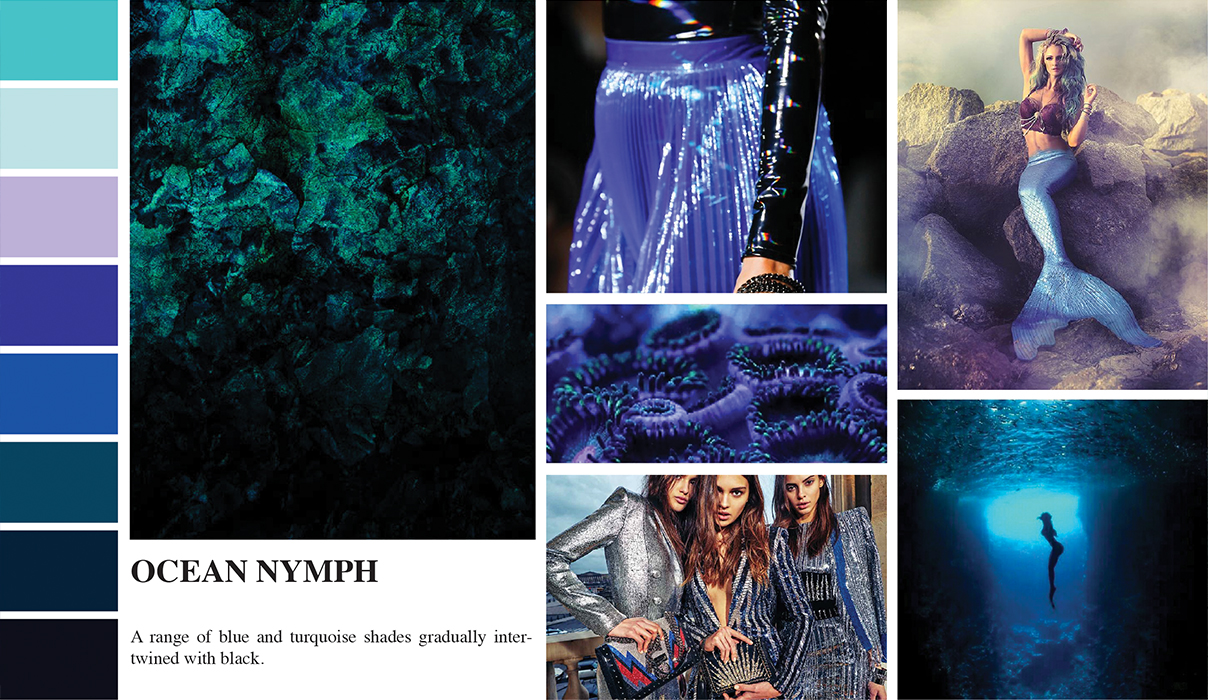 OCEAN NYMPH
A range of blue and turquoise shades gradually inter-
twined with black.